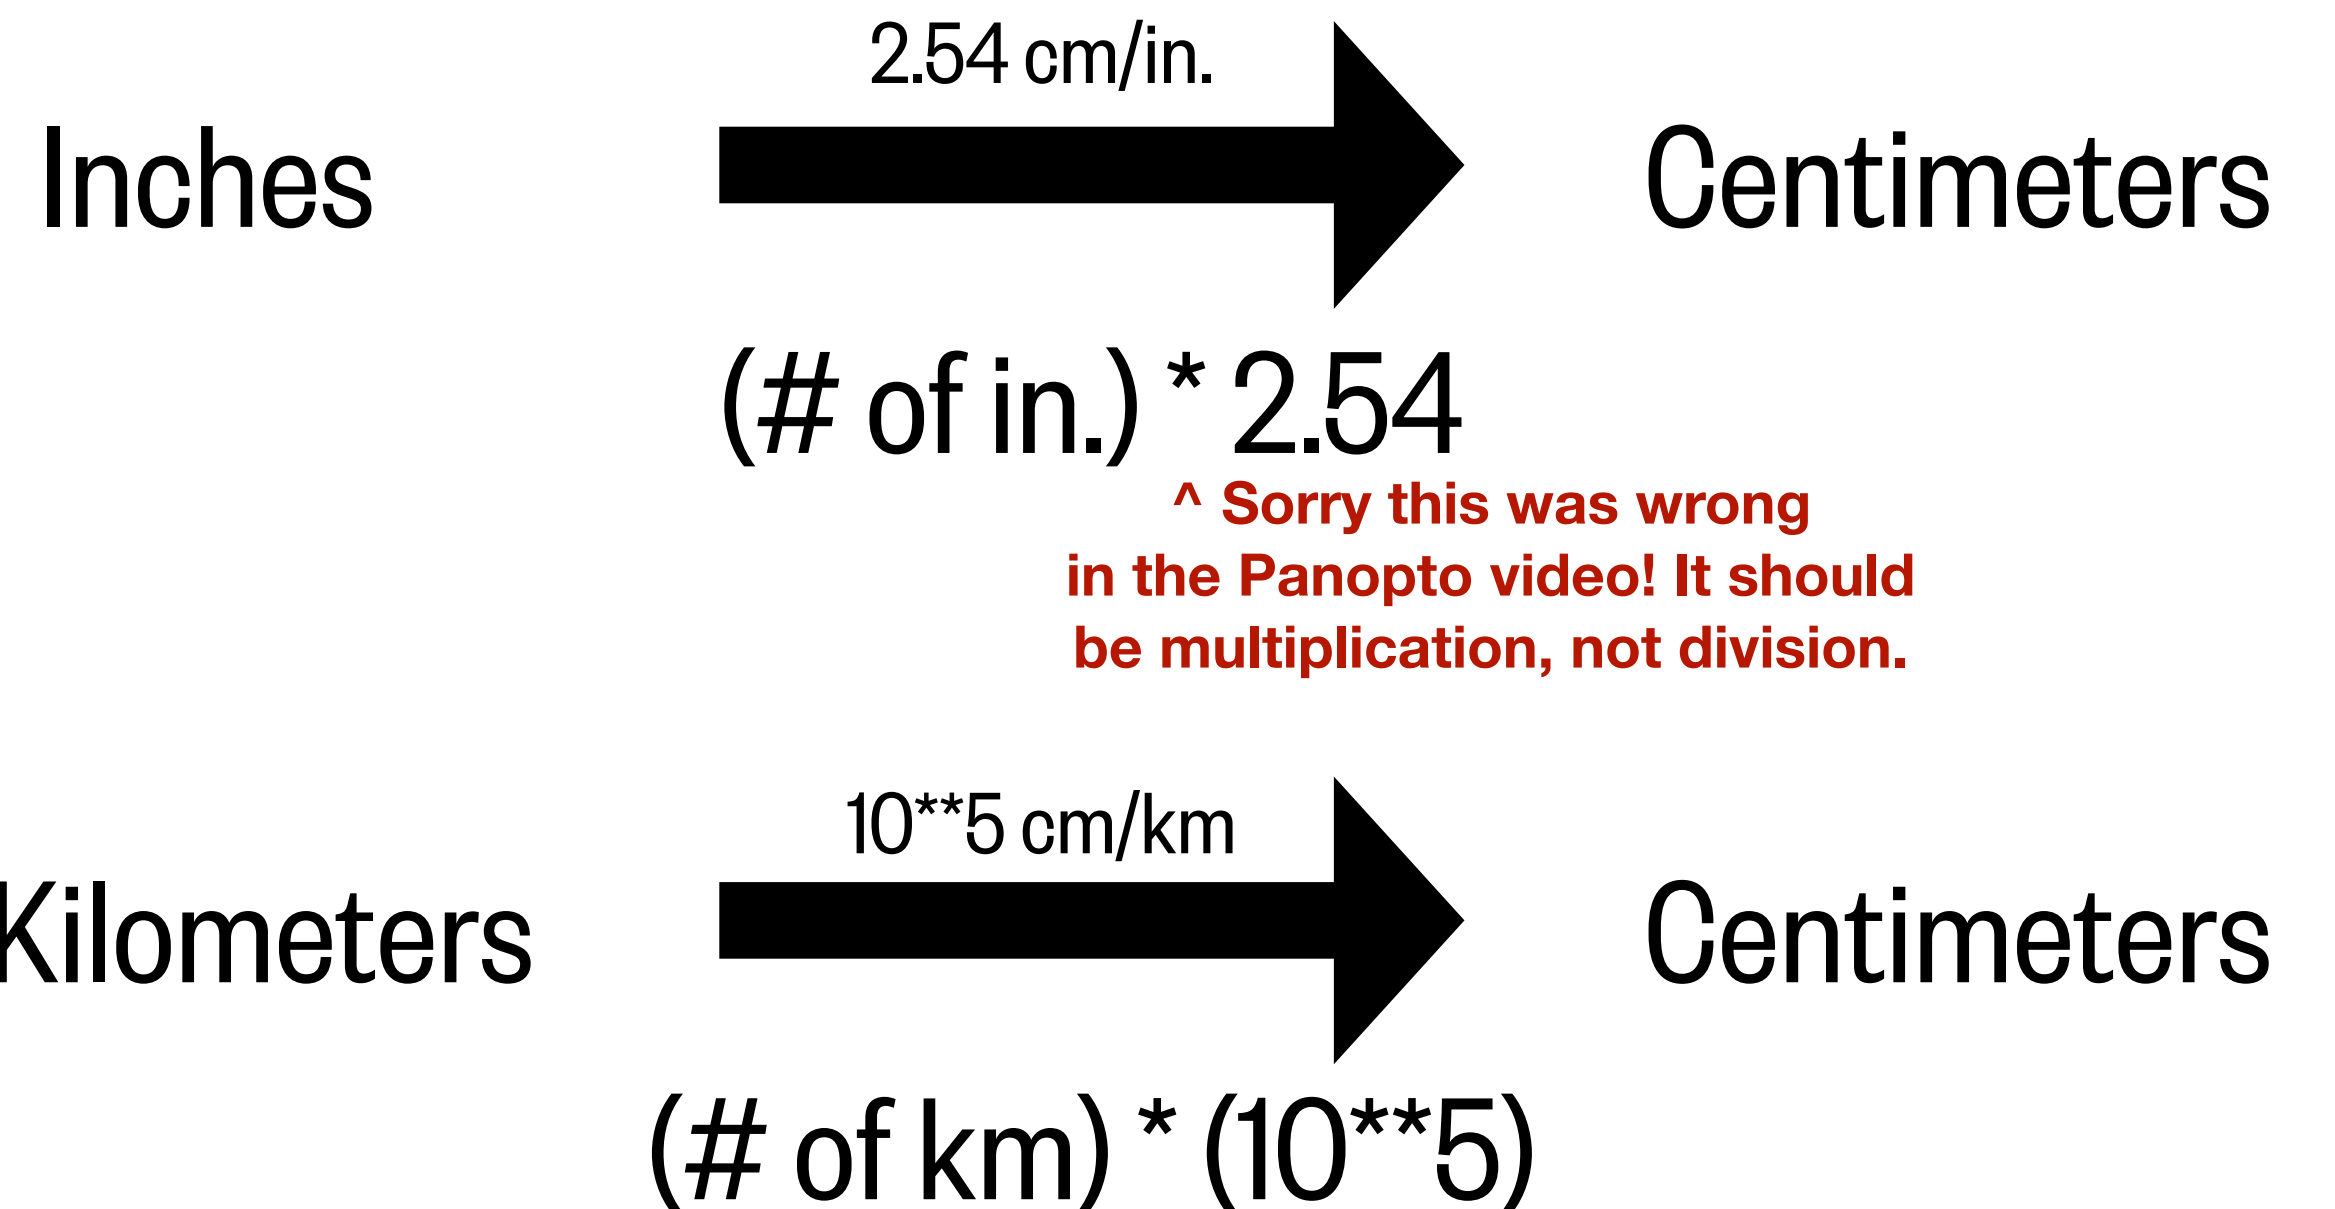 2.54 cm/in.
Inches
Centimeters
(# of in.) * 2.54
^ Sorry this was wrong
in the Panopto video! It should
be multiplication, not division.
10**5 cm/km
Kilometers
Centimeters
(# of km) * (10**5)